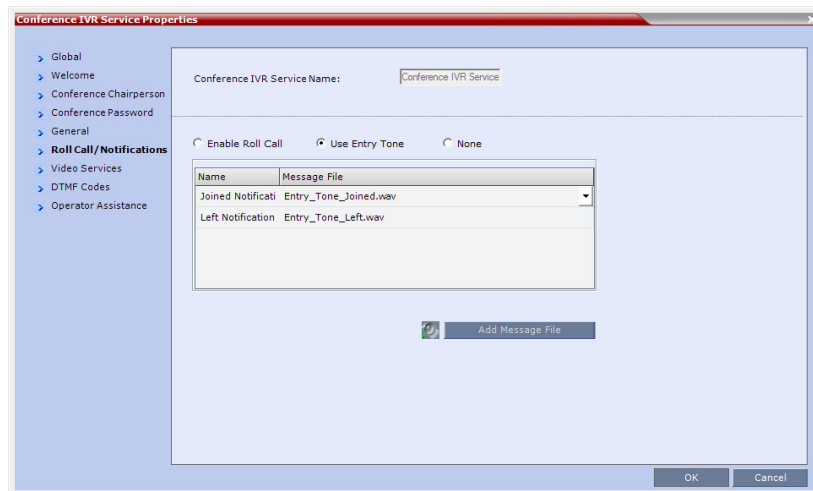 Conference IVR Service Properties
Global
Welcome
Conference Chairperson
Conference Password
General
Roll Call/Notifications
Video Services
DTMF Codes
Operator Assistance
Conference IVR Service Name: Conference IVR Service
Enable Roll Call Use Entry Tone None
Name Message File
Joined Notificati Entry_Tone_Joined.wav
Left Notification Entry_Tone_Left.wav
Add Message File
OK Cancel